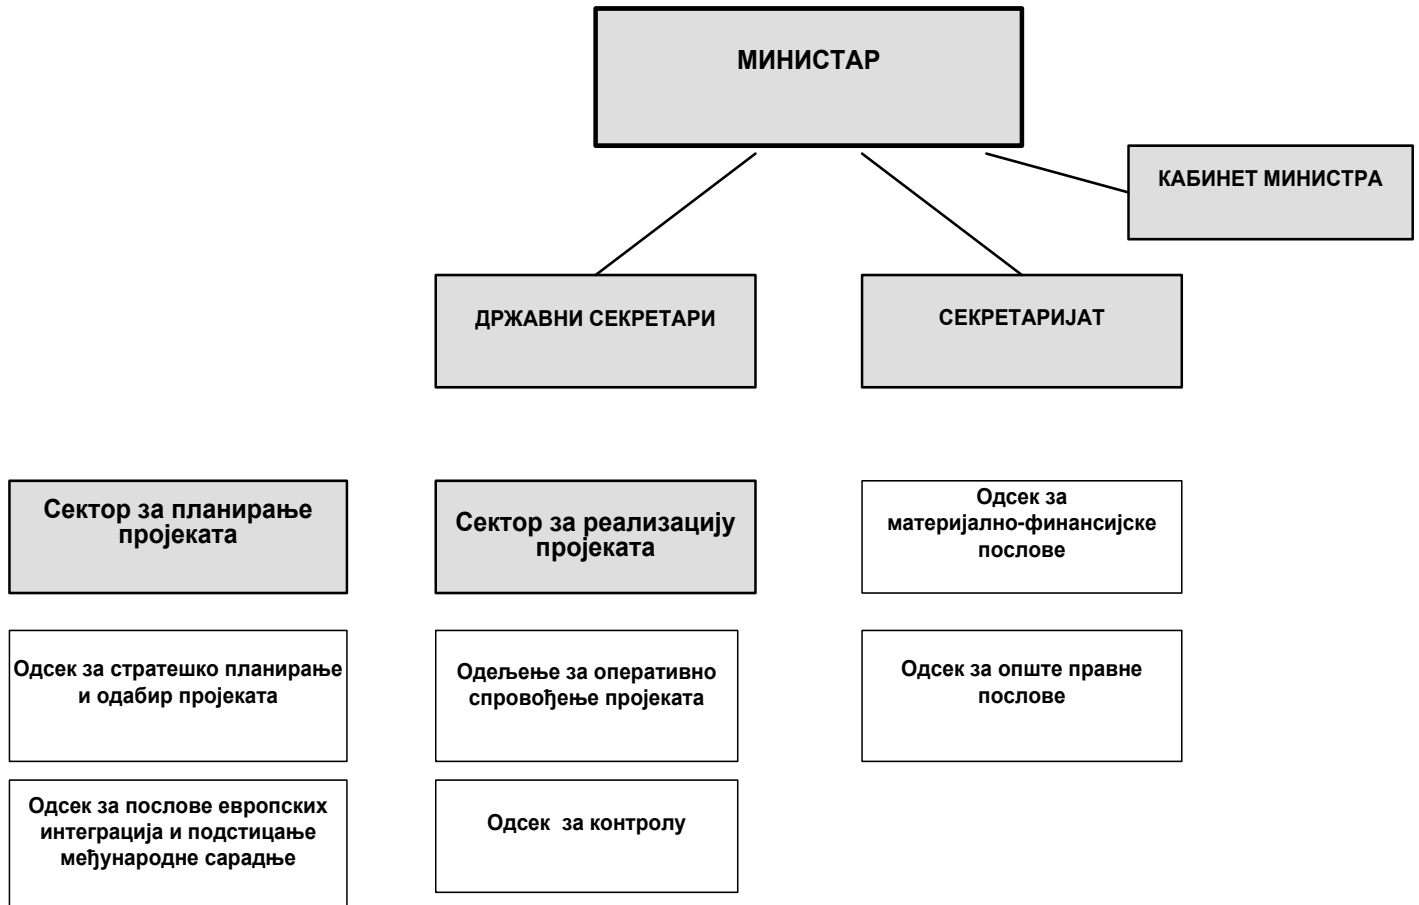 МИНИСТАР
КАБИНЕТ МИНИСТРА
ДРЖАВНИ СЕКРЕТАРИ
СЕКРЕТАРИЈАТ
Сектор за планирање
пројеката
Сектор за реализацију
пројеката
Одсек за
материјално-финансијске
послове
Одсек за стратешко планирање
и одабир пројеката
Одељење за оперативно
спровођење пројеката
Одсек за опште правне
послове
Одсек за послове европских
интеграција и подстицање
међународне сарадње
Одсек  за контролу